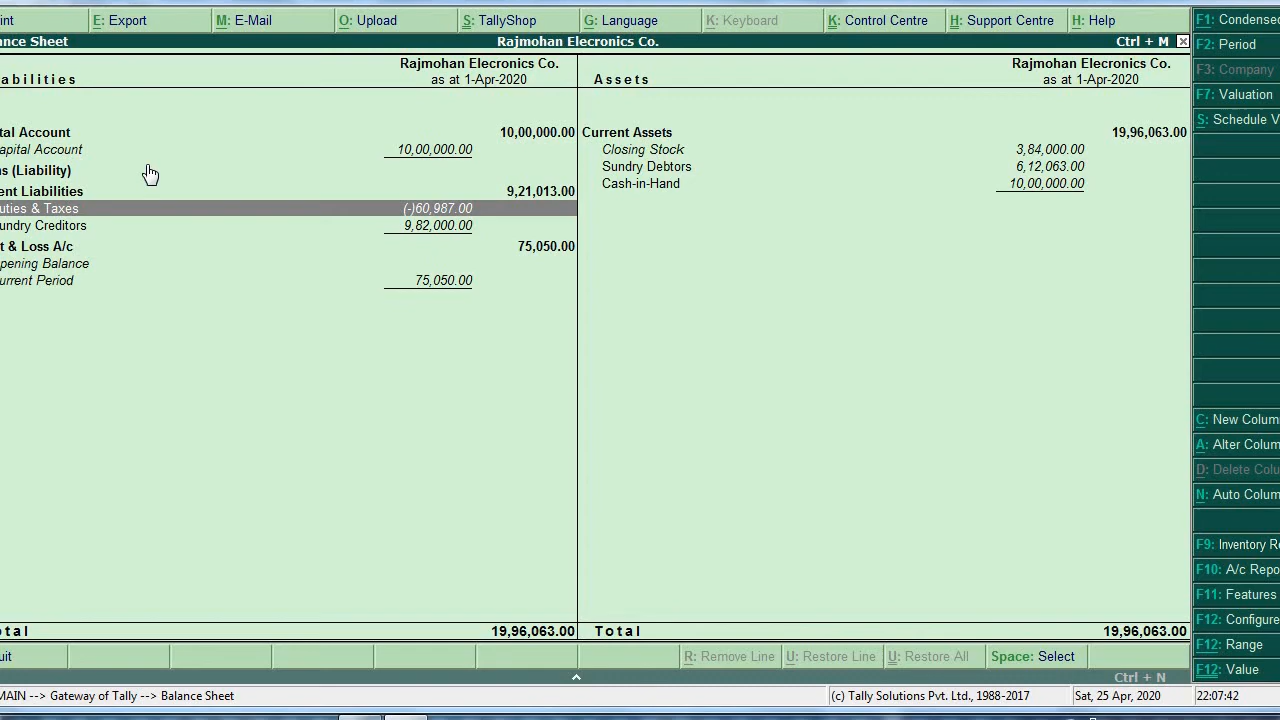 int
E: Export
M: E-Mail
O: Upload
S: TallyShop
G: Language
K: Keyboard
K: Control Centre
H: Support Centre
H: Help
F1: Condensed
ance Sheet
Rajmohan Elecronics Co.
Ctrl + M
F2: Period
F3: Company
F7: Valuation
S: Schedule V
abilities
Rajmohan Elecronics Co.
as at 1-Apr-2020
Assets
Rajmohan Elecronics Co.
as at 1-Apr-2020
tal Account 10,00,000.00
apital Account 10,00,000.00
s (Liability)
ent Liabilities 9,21,013.00
uties & Taxes (-)60,987.00
undry Creditors 9,82,000.00
t & Loss A/c 75,050.00
pening Balance
urrent Period 75,050.00
Current Assets 19,96,063.00
Closing Stock 3,84,000.00
Sundry Debtors 6,12,063.00
Cash-in-Hand 10,00,000.00
C: New Colum
A: Alter Colum
D: Delete Colu
N: Auto Colum
F9: Inventory Re
F10: A/c Repo
F11: Features
F12: Configure
F12: Range
F12: Value
otal 19,96,063.00
Total 19,96,063.00
uit
R: Remove Line
U: Restore Line
U: Restore All
Space: Select
Ctrl + N
MAIN --> Gateway of Tally --> Balance Sheet
(c) Tally Solutions Pvt. Ltd., 1988-2017
Sat, 25 Apr, 2020
22:07:42